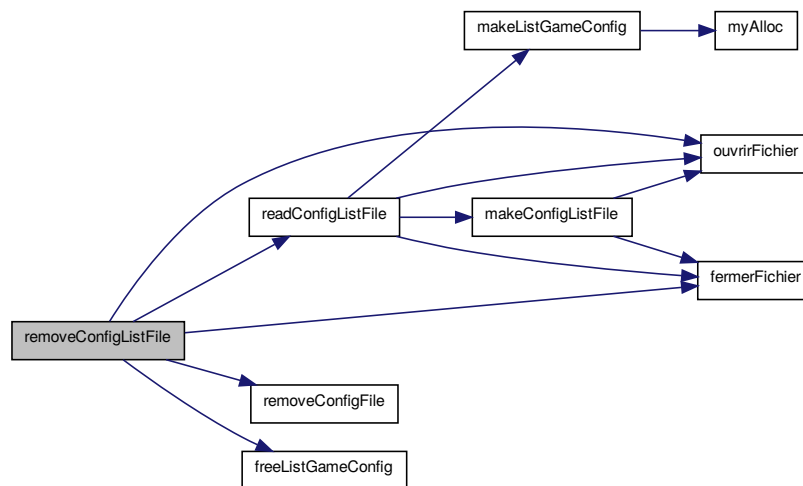 makeListGameConfig
myAlloc
ouvrirFichier
readConfigListFile
makeConfigListFile
fermerFichier
removeConfigListFile
removeConfigFile
freeListGameConfig